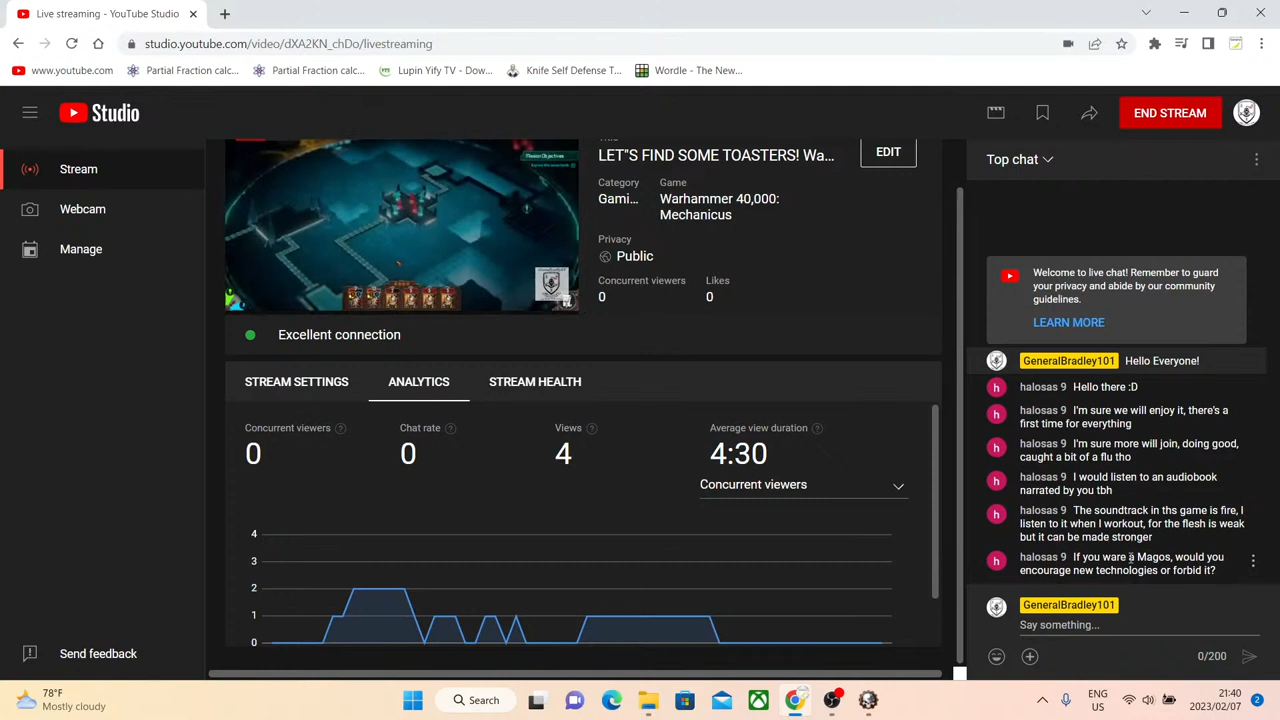 Live streaming - YouTube Studio
studio.youtube.com/video/dXA2KN_chDo/livestreaming
www.youtube.com
Partial Fraction calc...
Partial Fraction calc...
Lupin Yify TV - Dow...
Knife Self Defense T...
Wordle - The New...
Studio
END STREAM
Stream
Webcam
Manage
Send feedback
Mission Objectives
Title
LET"S FIND SOME TOASTERS! Wa...
EDIT
Category
Gami...
Game
Warhammer 40,000:
Mechanicus
Privacy
Public
Concurrent viewers
0
Likes
0
Excellent connection
STREAM SETTINGS
ANALYTICS
STREAM HEALTH
Concurrent viewers
0
Chat rate
0
Views
4
Average view duration
4:30
Concurrent viewers
4
3
2
1
0
Top chat
Welcome to live chat! Remember to guard
your privacy and abide by our community
guidelines.
LEARN MORE
GeneralBradley101 Hello Everyone!
h halosas 9 Hello there :D
h halosas 9 I'm sure we will enjoy it, there's a
first time for everything
h halosas 9 I'm sure more will join, doing good,
caught a bit of a flu tho
h halosas 9 I would listen to an audiobook
narrated by you tbh
h halosas 9 The soundtrack in ths game is fire, I
listen to it when I workout, for the flesh is weak
but it can be made stronger
h halosas 9 If you ware a Magos, would you
encourage new technologies or forbid it?
GeneralBradley101
Say something...
0/200
78°F
Mostly cloudy
Search
ENG
US
21:40
2023/02/07
2